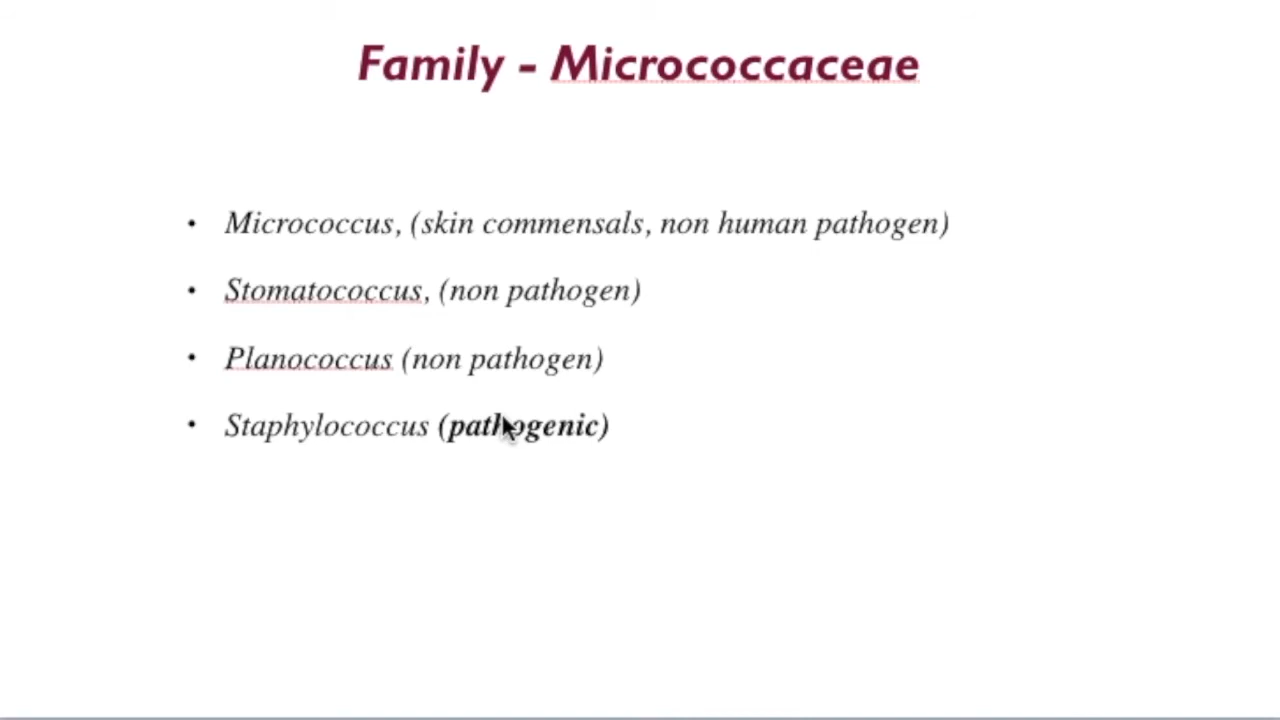 Family - Micrococcaceae
• Micrococcus, (skin commensals, non human pathogen)
• Stomatococcus, (non pathogen)
• Planococcus (non pathogen)
• Staphylococcus (pathogenic)